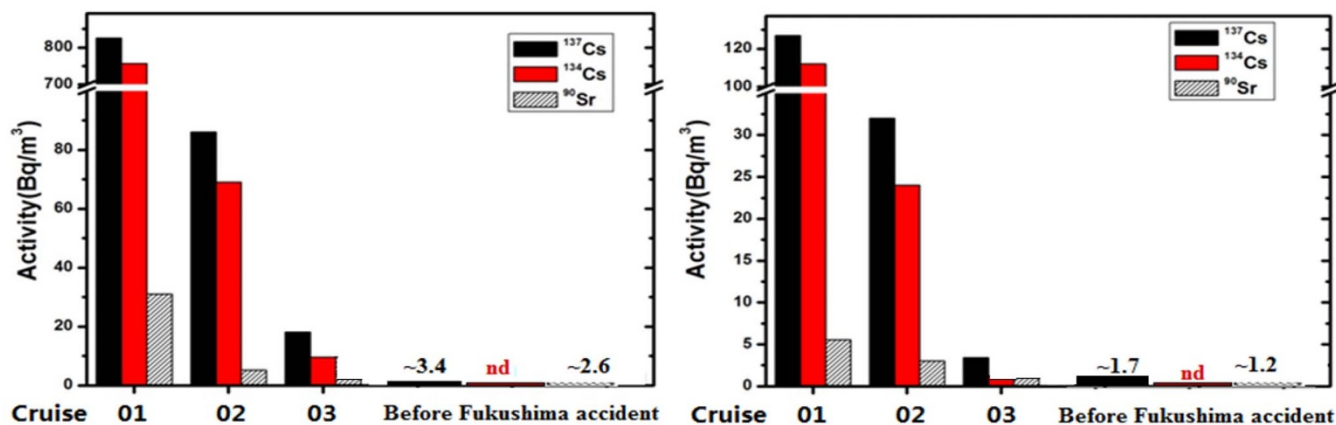 800
700
80
60
40
20
0
Activity(Bq/m³)
¹³⁷Cs
¹³⁴Cs
⁹⁰Sr
~3.4
nd
~2.6
Cruise 01 02 03 Before Fukushima accident
120
100
30
25
20
15
10
5
0
Activity(Bq/m³)
¹³⁷Cs
¹³⁴Cs
⁹⁰Sr
~1.7
nd
~1.2
Cruise 01 02 03 Before Fukushima accident